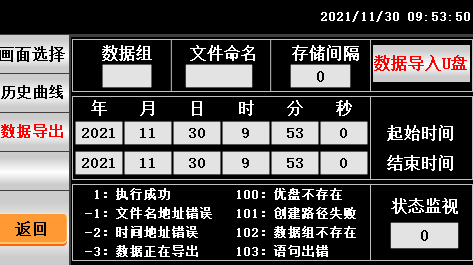 2021/11/30 09:53:50
画面选择
历史曲线
数据导出
返回
数据组 文件命名 存储间隔
0
数据导入U盘
年 月 日 时 分 秒
2021 11 30 9 53 0 起始时间
2021 11 30 9 53 0 结束时间
1: 执行成功 100: 优盘不存在
-1: 文件名地址错误 101: 创建路径失败
-2: 时间地址错误 102: 数据组不存在
-3: 数据正在导出 103: 语句出错
状态监视
0